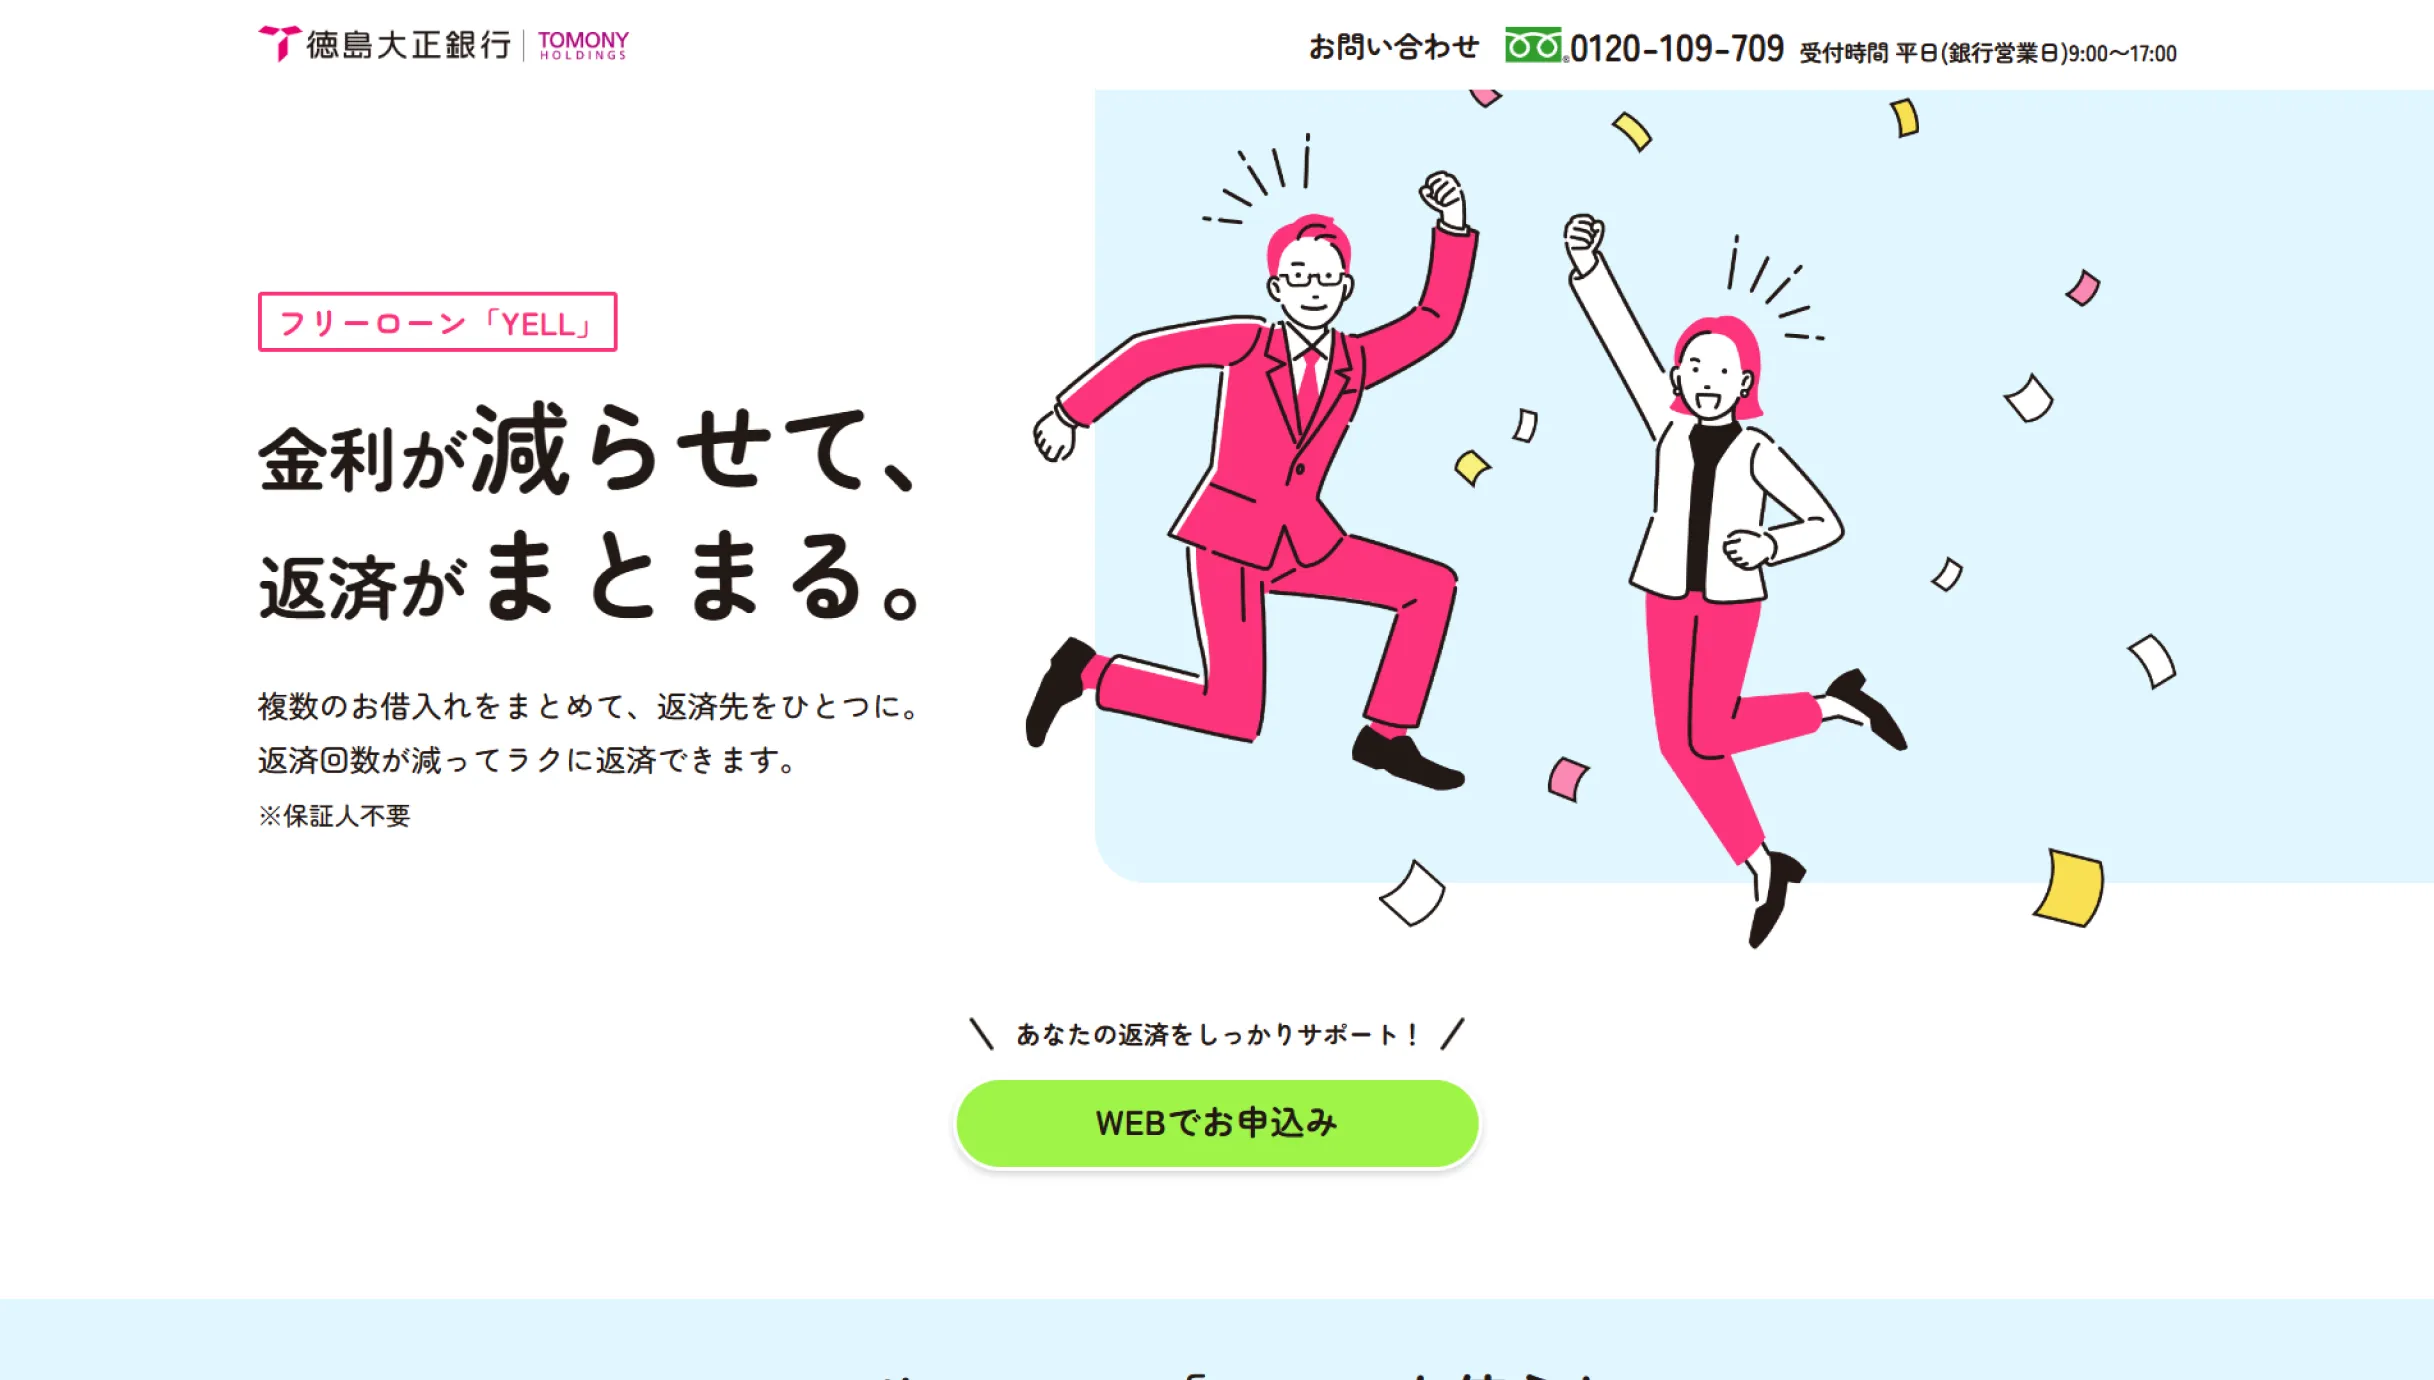 徳島大正銀行
TOMONY
HOLDINGS
お問い合わせ 0120-109-709 受付時間 平日(銀行営業日)9:00〜17:00
フリーローン「YELL」
金利が減らせて、
返済がまとまる。
複数のお借入れをまとめて、返済先をひとつに。
返済回数が減ってラクに返済できます。
※保証人不要
あなたの返済をしっかりサポート！
WEBでお申込み